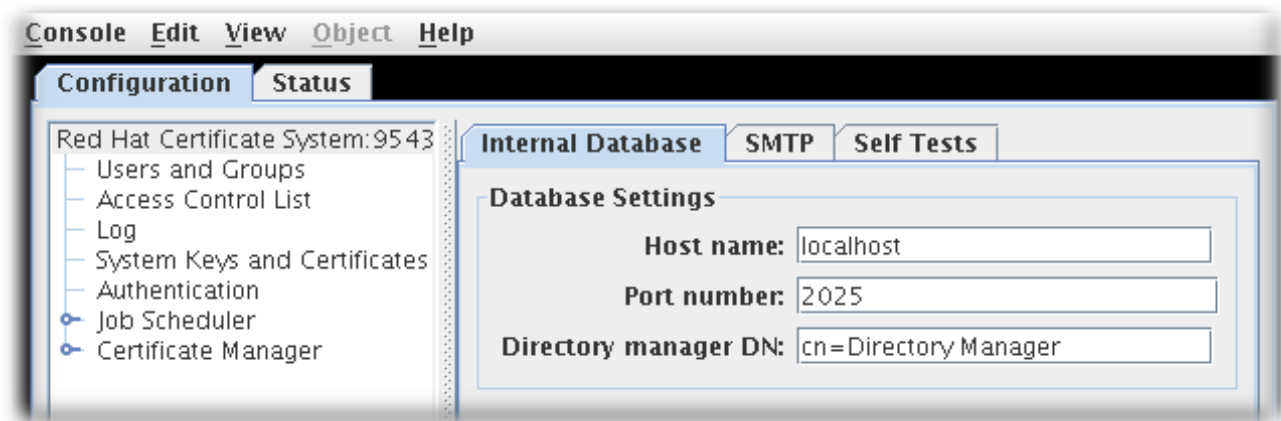 Console Edit View Object Help
Configuration Status
Red Hat Certificate System:9543
Users and Groups
Access Control List
Log
System Keys and Certificates
Authentication
Job Scheduler
Certificate Manager
Internal Database SMTP Self Tests
Database Settings
Host name: localhost
Port number: 2025
Directory manager DN: cn=Directory Manager